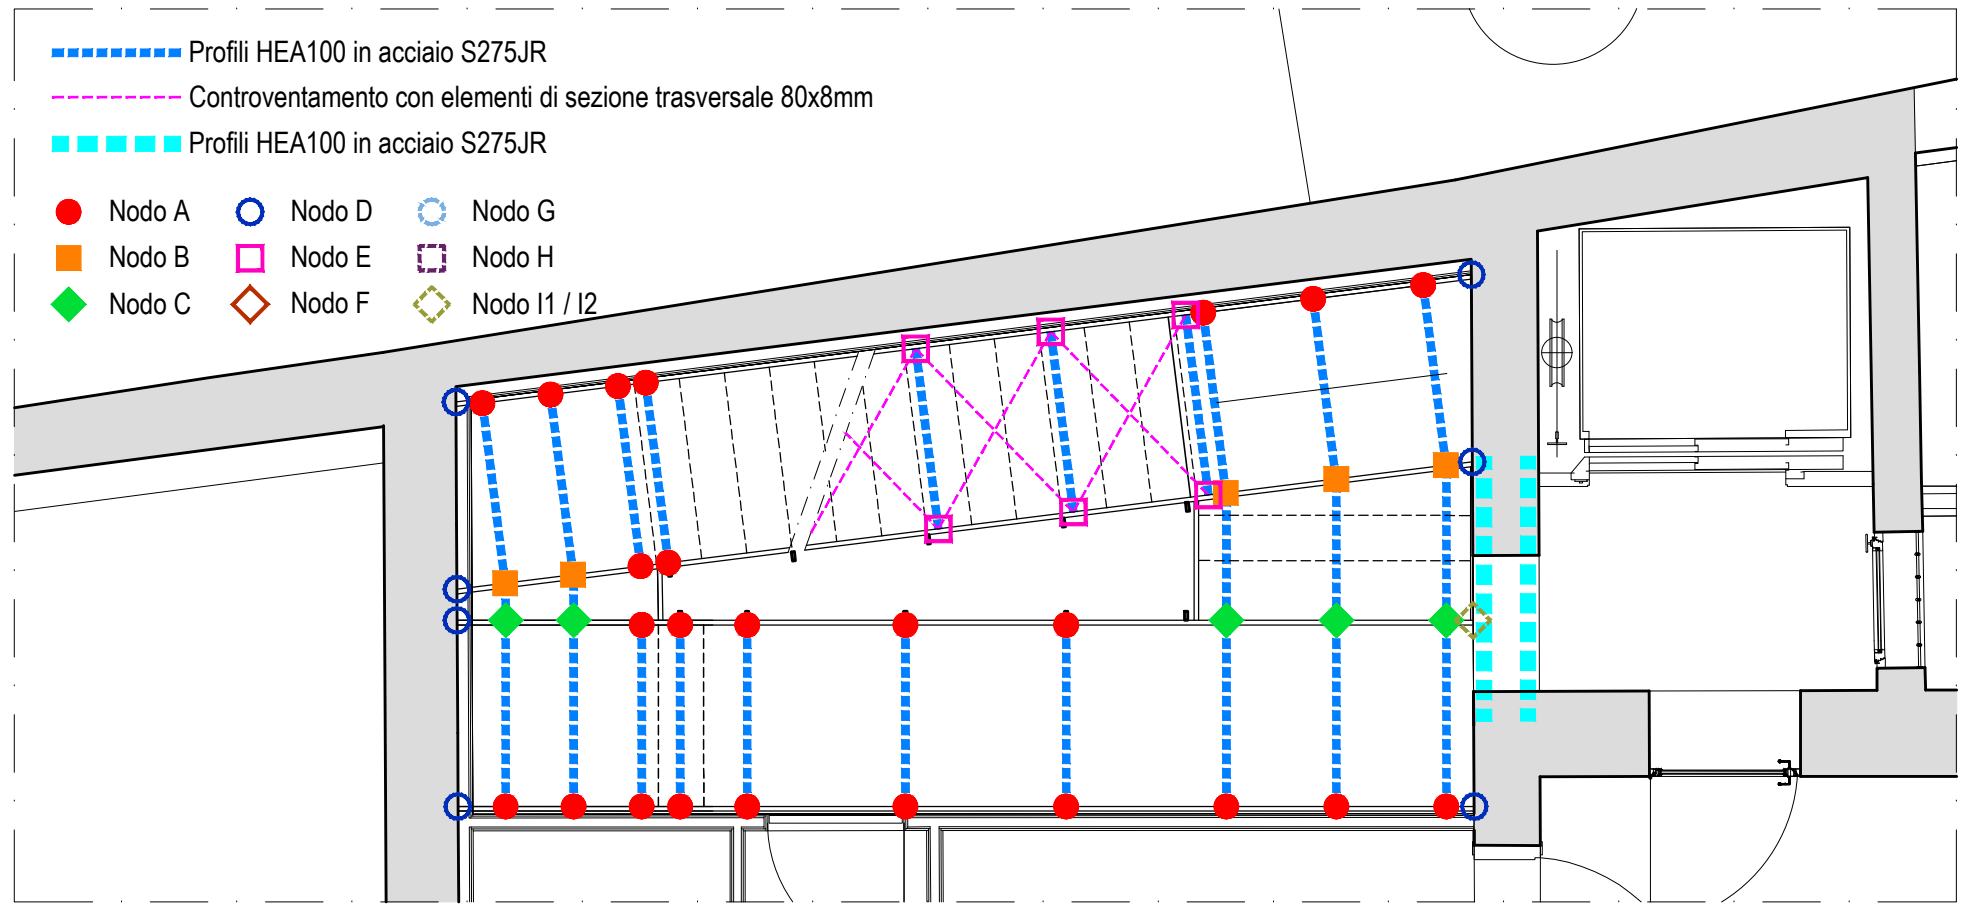 Profili HEA100 in acciaio S275JR
Controventamento con elementi di sezione trasversale 80x8mm
Profili HEA100 in acciaio S275JR
Nodo A Nodo D Nodo G
Nodo B Nodo E Nodo H
Nodo C Nodo F Nodo I1 / I2